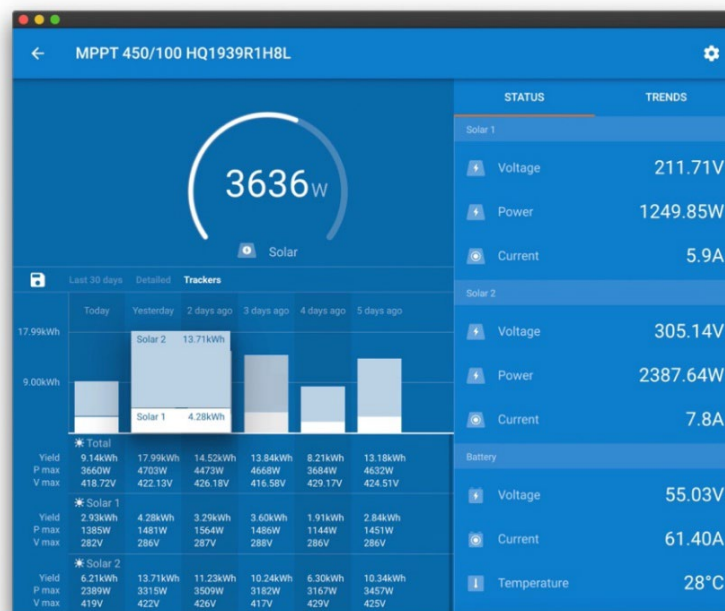 MPPT 450/100 HQ1939R1H8L
3636W
Solar
Last 30 days Detailed Trackers
Today Yesterday 2 days ago 3 days ago 4 days ago 5 days ago
17.99kWh
9.00kWh
Solar 2 13.71kWh
Solar 1 4.28kWh
Total
Yield 9.14kWh 17.99kWh 14.52kWh 13.84kWh 8.21kWh 13.18kWh
P max 3660W 4703W 4473W 4668W 3684W 4632W
V max 418.72V 422.13V 426.18V 416.58V 429.17V 424.51V
Solar 1
Yield 2.93kWh 4.28kWh 3.29kWh 3.60kWh 1.91kWh 2.84kWh
P max 1385W 1481W 1564W 1486W 1144W 1451W
V max 282V 286V 287V 288V 286V 286V
Solar 2
Yield 6.21kWh 13.71kWh 11.23kWh 10.24kWh 6.30kWh 10.34kWh
P max 2389W 3315W 3509W 3182W 3167W 3457W
V max 419V 422V 426V 417V 429V 425V
STATUS TRENDS
Solar 1
Voltage 211.71V
Power 1249.85W
Current 5.9A
Solar 2
Voltage 305.14V
Power 2387.64W
Current 7.8A
Battery
Voltage 55.03V
Current 61.40A
Temperature 28°C